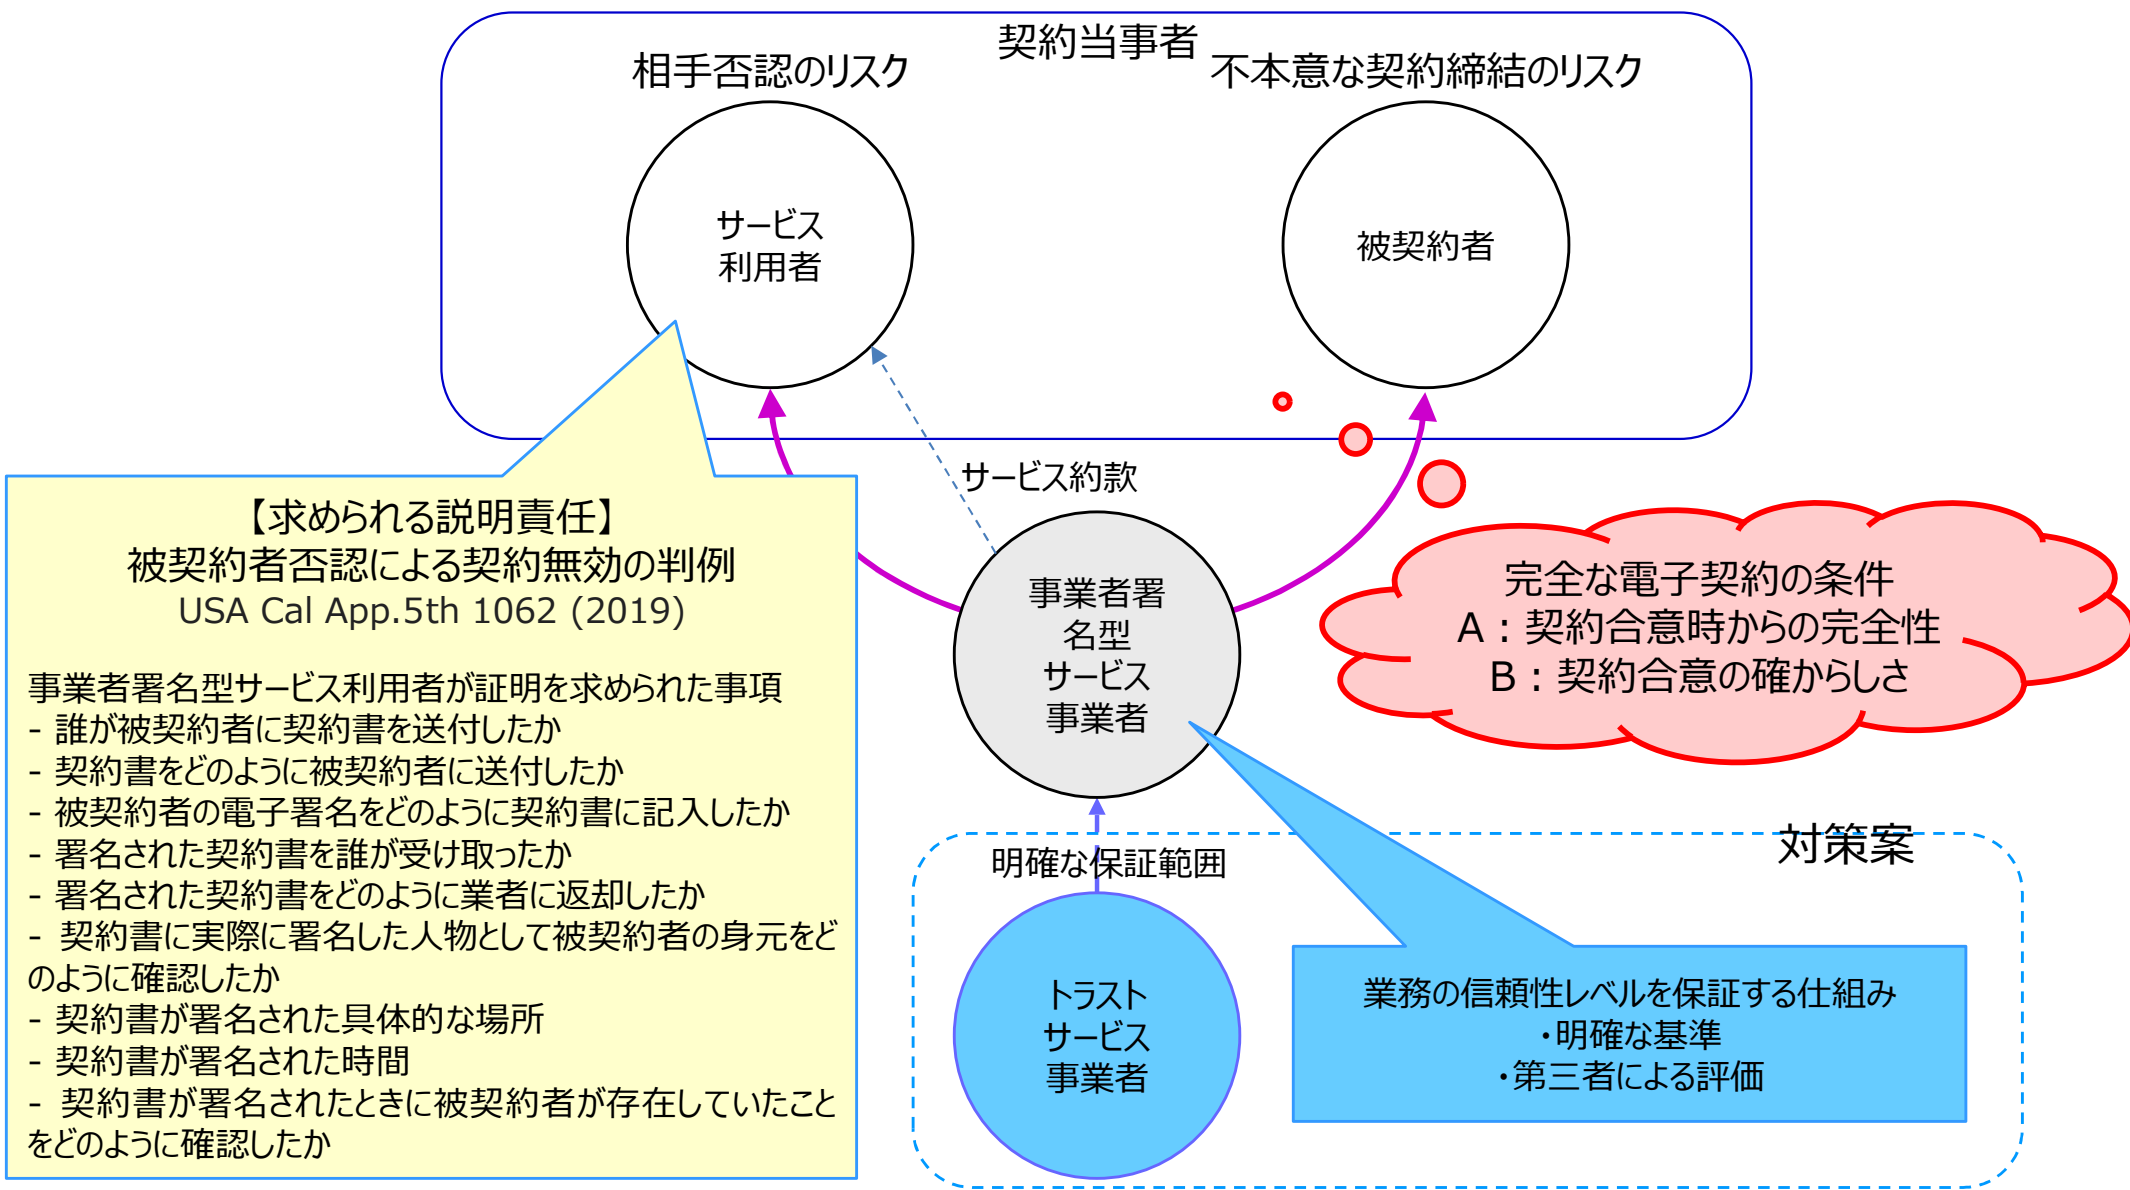 契約当事者
相手否認のリスク
不本意な契約締結のリスク
サービス
利用者
被契約者
サービス約款
【求められる説明責任】
被契約者否認による契約無効の判例
USA Cal App.5th 1062 (2019)
事業者署名型サービス利用者が証明を求められた事項
- 誰が被契約者に契約書を送付したか
- 契約書をどのように被契約者に送付したか
- 被契約者の電子署名をどのように契約書に記入したか
- 署名された契約書を誰が受け取ったか
- 署名された契約書をどのように業者に返却したか
- 契約書に実際に署名した人物として被契約者の身元をど
のように確認したか
- 契約書が署名された具体的な場所
- 契約書が署名された時間
- 契約書が署名されたときに被契約者が存在していたこと
をどのように確認したか
事業者署
名型
サービス
事業者
完全な電子契約の条件
A：契約合意時からの完全性
B：契約合意の確からしさ
対策案
明確な保証範囲
トラスト
サービス
事業者
業務の信頼性レベルを保証する仕組み
・明確な基準
・第三者による評価